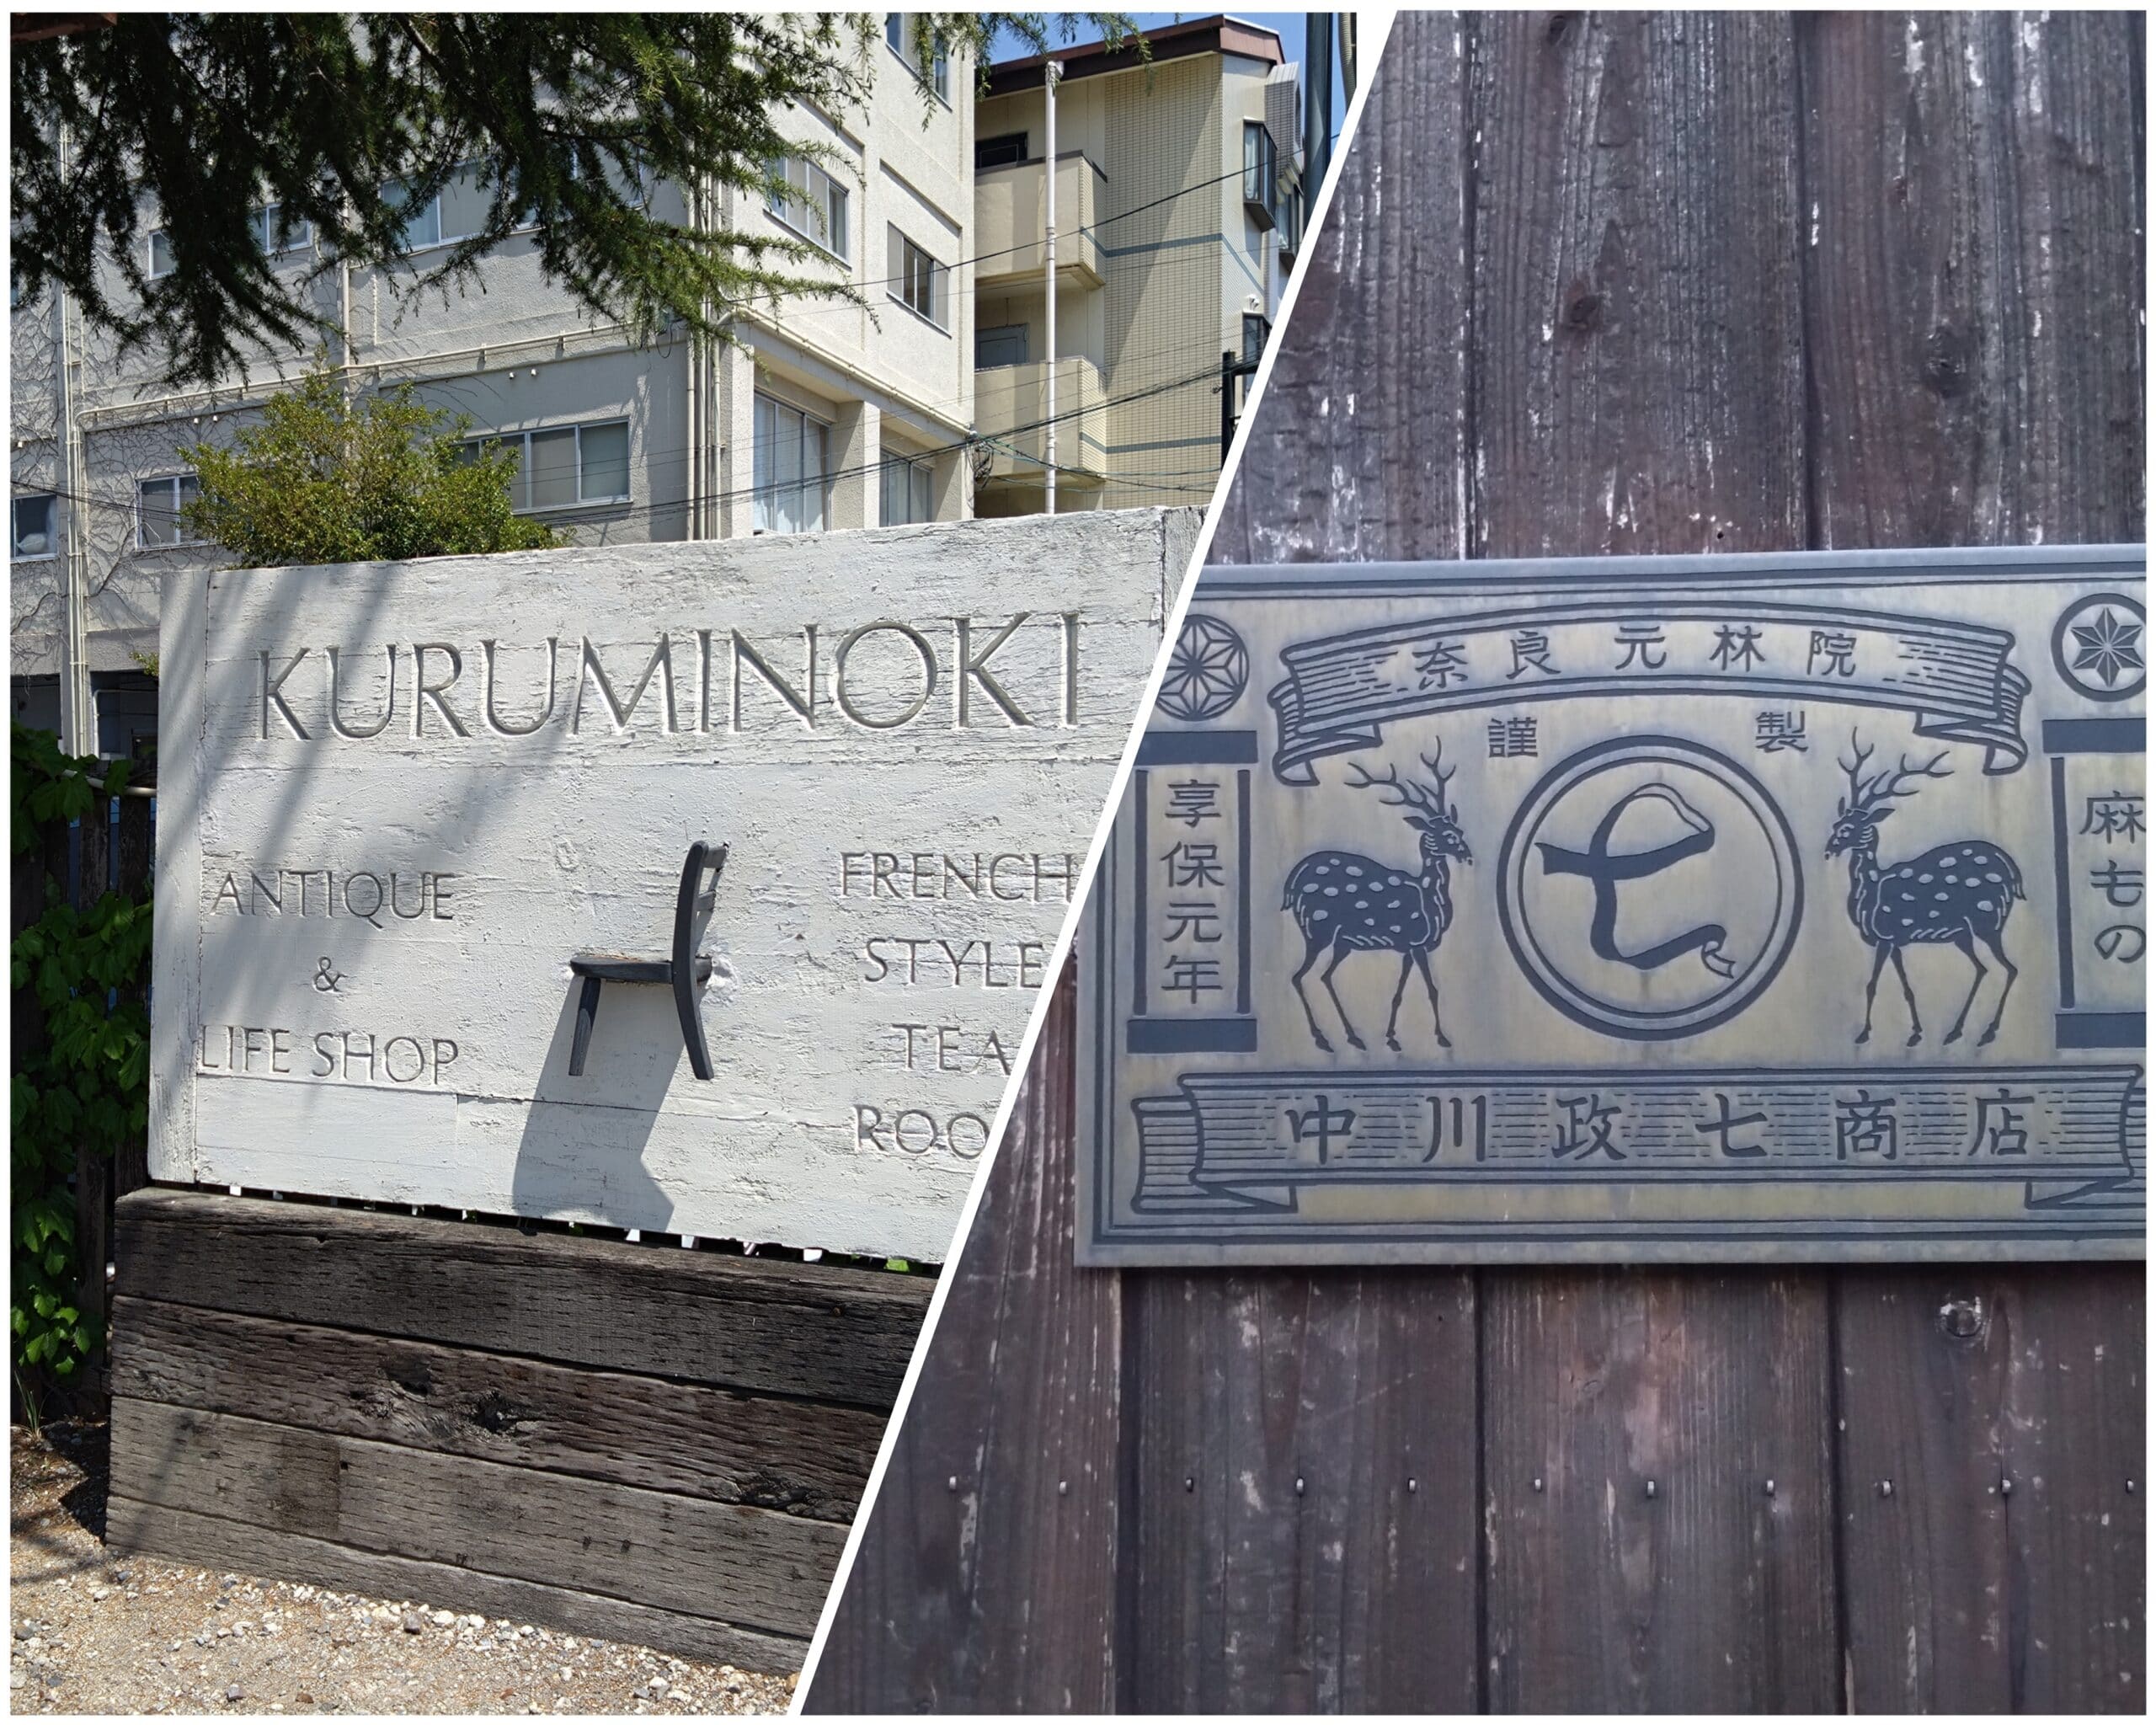 KURUMINOKI
ANTIQUE
&
LIFE SHOP
FRENCH
STYLE
TEA
ROO
奈良元林院
謹製
享保元年
七
麻もの
中川政七商店